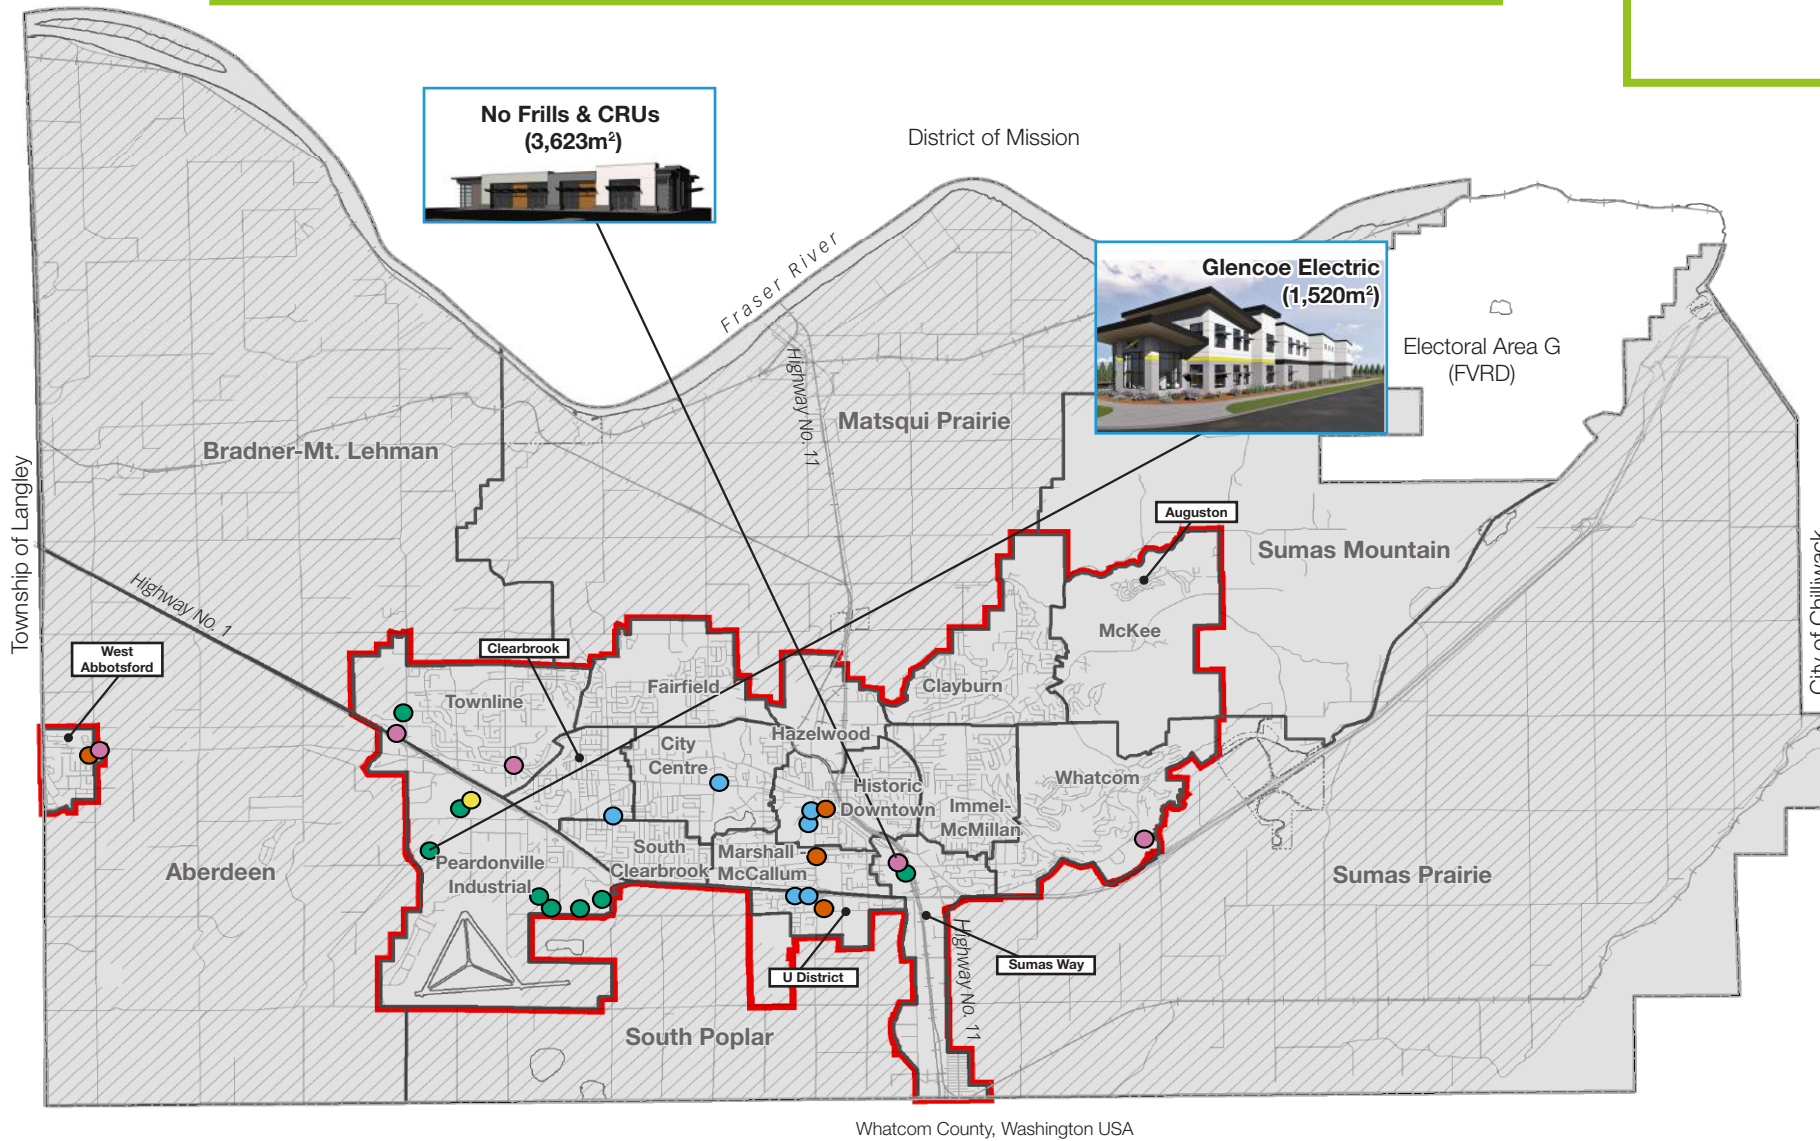 No Frills & CRUs
(3,623m²)
District of Mission
Glencoe Electric
(1,520m²)
Fraser River
Highway No. 11
Electoral Area G
(FVRD)
Matsqui Prairie
Bradner-Mt. Lehman
Township of Langley
Auguston
Sumas Mountain
City of Chilliwack
Highway No. 1
McKee
West
Abbotsford
Clearbrook
Fairfield
Clayburn
Townline
Hazelwood
City
Centre
Whatcom
Historic
Downtown
Immel-
McMillan
South
Clearbrook
Marshall -
McCallum
Peardonville
Industrial
Aberdeen
Sumas Prairie
Highway No. 11
Sumas Way
U District
South Poplar
Whatcom County, Washington USA